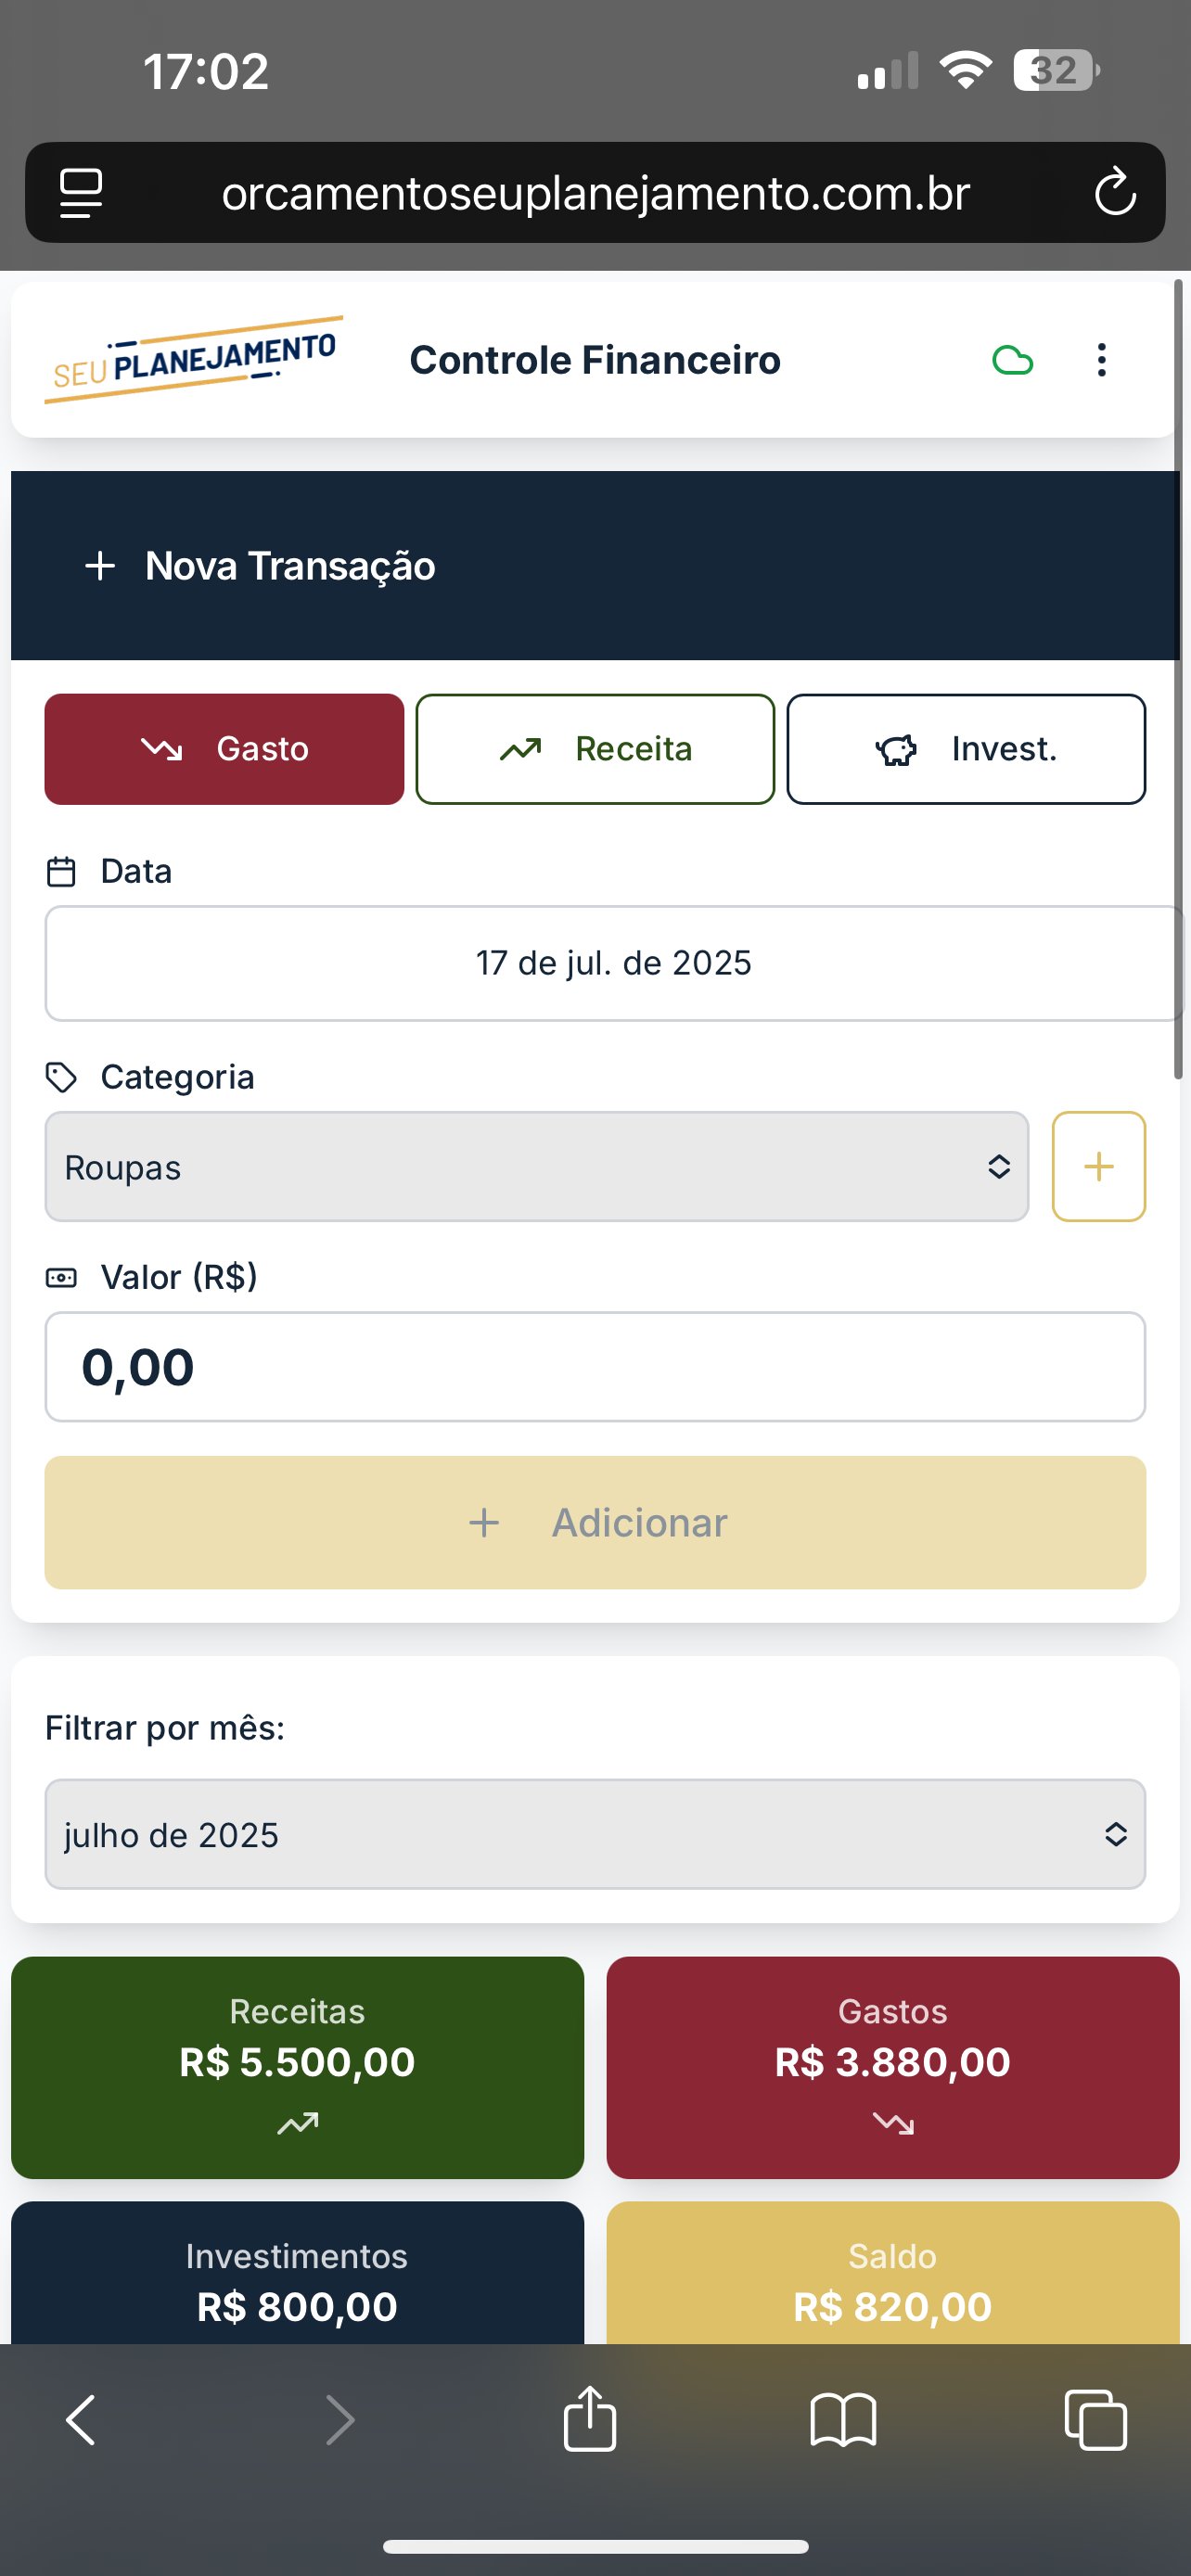 17:02
32
orcamentoseuplanejamento.com.br
SEU PLANEJAMENTO
Controle Financeiro
+ Nova Transação
Gasto
Receita
Invest.
Data
17 de jul. de 2025
Categoria
Roupas
+
Valor (R$)
0,00
+ Adicionar
Filtrar por mês:
julho de 2025
Receitas
R$ 5.500,00
Gastos
R$ 3.880,00
Investimentos
R$ 800,00
Saldo
R$ 820,00